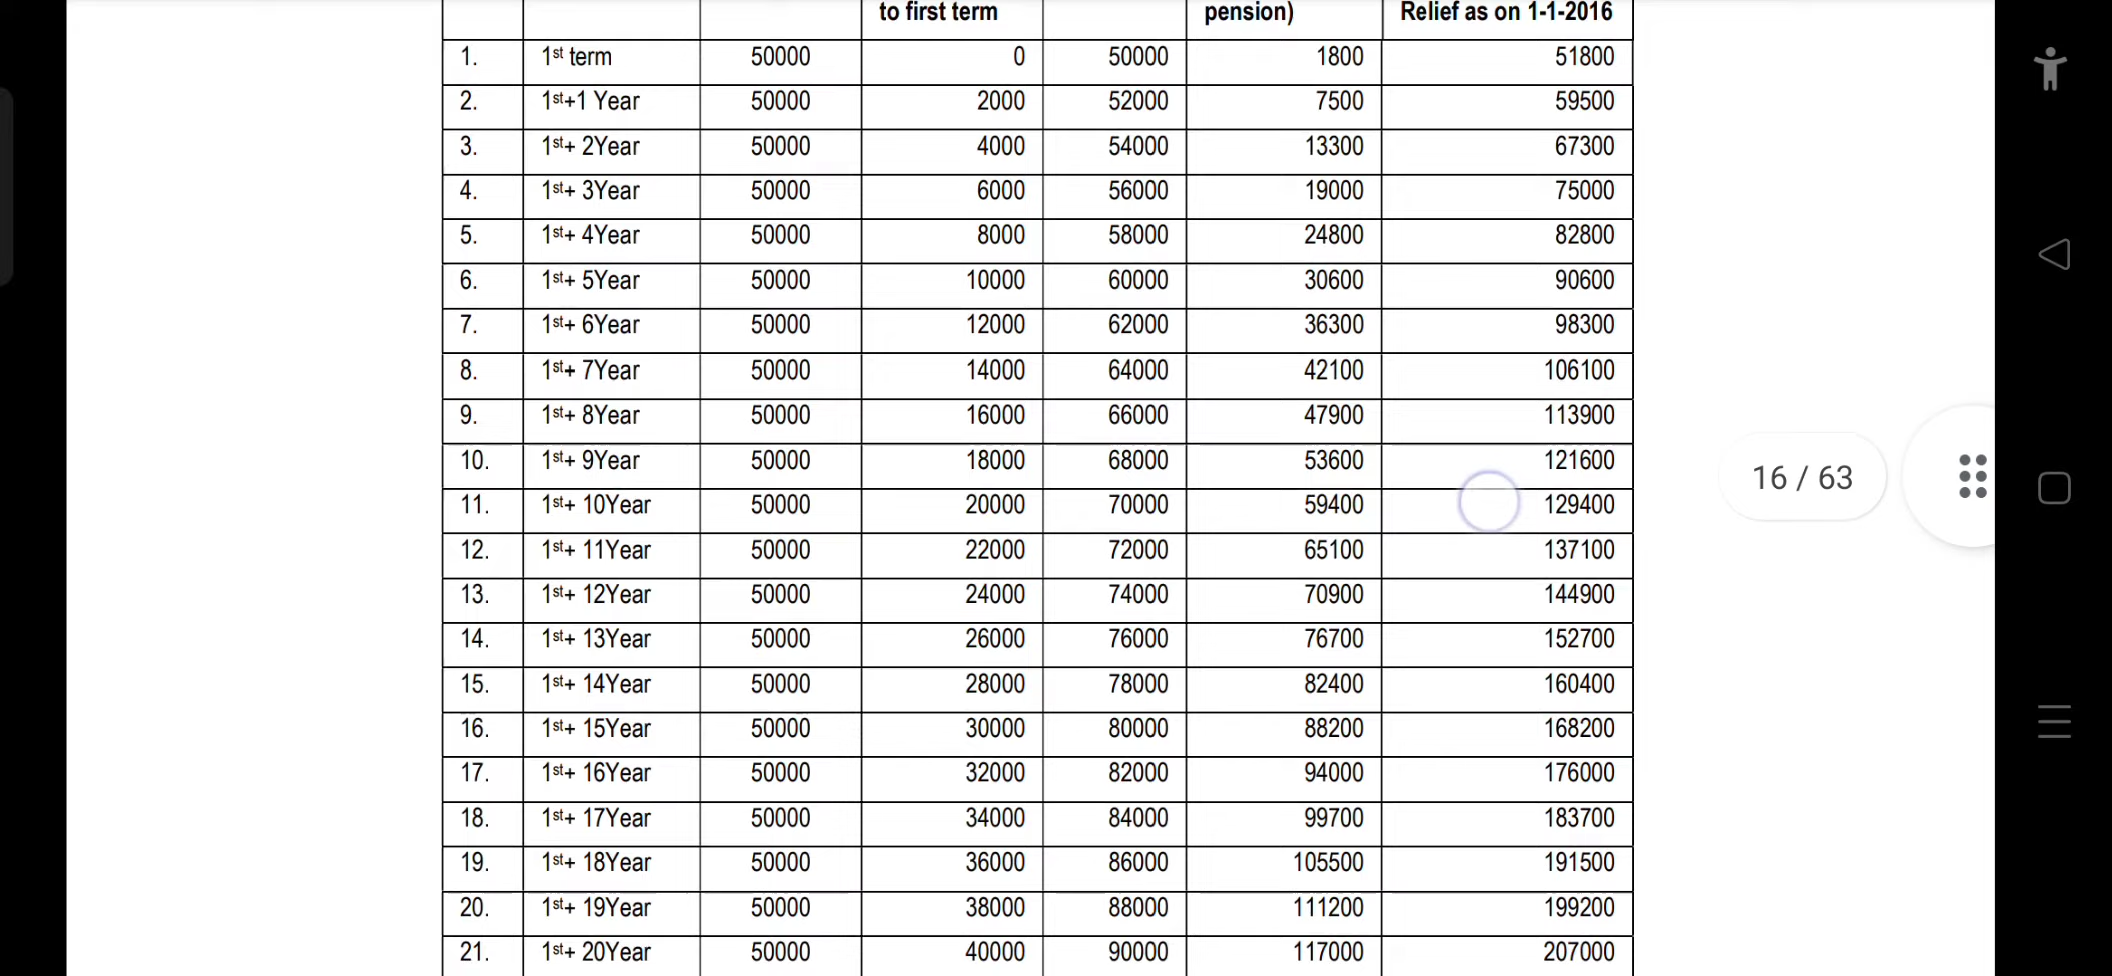 to first term pension) Relief as on 1-1-2016
1. 1st term 50000 0 50000 1800 51800
2. 1st+1 Year 50000 2000 52000 7500 59500
3. 1st+ 2Year 50000 4000 54000 13300 67300
4. 1st+ 3Year 50000 6000 56000 19000 75000
5. 1st+ 4Year 50000 8000 58000 24800 82800
6. 1st+ 5Year 50000 10000 60000 30600 90600
7. 1st+ 6Year 50000 12000 62000 36300 98300
8. 1st+ 7Year 50000 14000 64000 42100 106100
9. 1st+ 8Year 50000 16000 66000 47900 113900
10. 1st+ 9Year 50000 18000 68000 53600 121600
16 / 63
11. 1st+ 10Year 50000 20000 70000 59400 129400
12. 1st+ 11Year 50000 22000 72000 65100 137100
13. 1st+ 12Year 50000 24000 74000 70900 144900
14. 1st+ 13Year 50000 26000 76000 76700 152700
15. 1st+ 14Year 50000 28000 78000 82400 160400
16. 1st+ 15Year 50000 30000 80000 88200 168200
17. 1st+ 16Year 50000 32000 82000 94000 176000
18. 1st+ 17Year 50000 34000 84000 99700 183700
19. 1st+ 18Year 50000 36000 86000 105500 191500
20. 1st+ 19Year 50000 38000 88000 111200 199200
21. 1st+ 20Year 50000 40000 90000 117000 207000